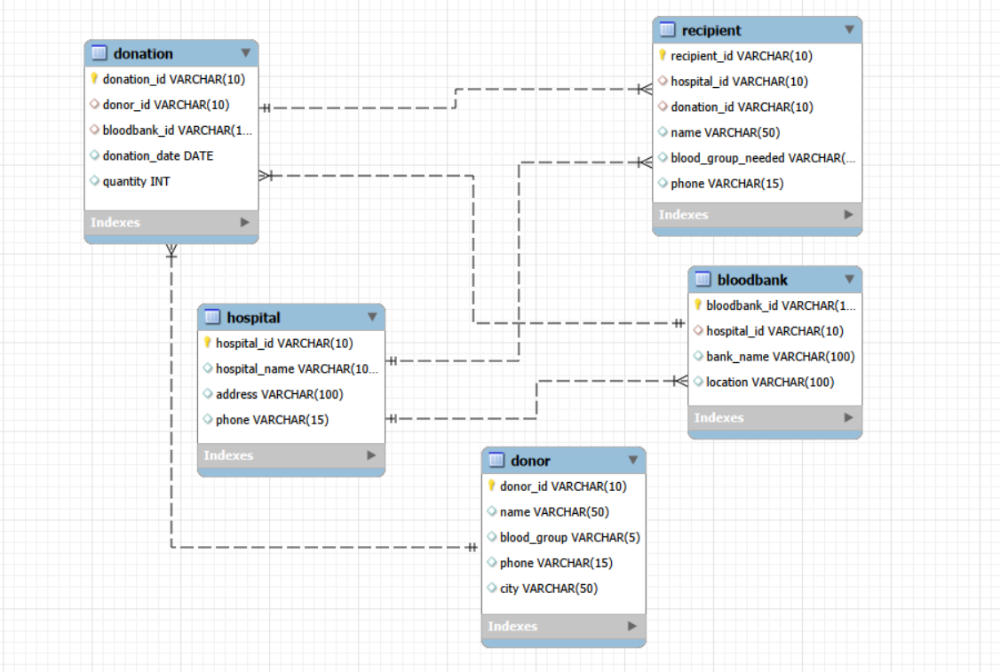 donation
donation_id VARCHAR(10)
donor_id VARCHAR(10)
bloodbank_id VARCHAR(1...
donation_date DATE
quantity INT
Indexes
recipient
recipient_id VARCHAR(10)
hospital_id VARCHAR(10)
donation_id VARCHAR(10)
name VARCHAR(50)
blood_group_needed VARCHAR(...
phone VARCHAR(15)
Indexes
hospital
hospital_id VARCHAR(10)
hospital_name VARCHAR(10...
address VARCHAR(100)
phone VARCHAR(15)
Indexes
bloodbank
bloodbank_id VARCHAR(1...
hospital_id VARCHAR(10)
bank_name VARCHAR(100)
location VARCHAR(100)
Indexes
donor
donor_id VARCHAR(10)
name VARCHAR(50)
blood_group VARCHAR(5)
phone VARCHAR(15)
city VARCHAR(50)
Indexes